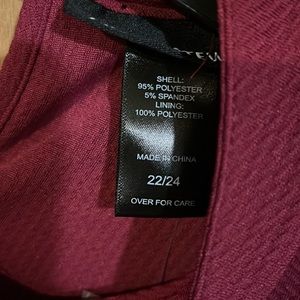 SHELL:
95% POLYESTER
5% SPANDEX
LINING:
100% POLYESTER
MADE IN CHINA
22/24
OVER FOR CARE